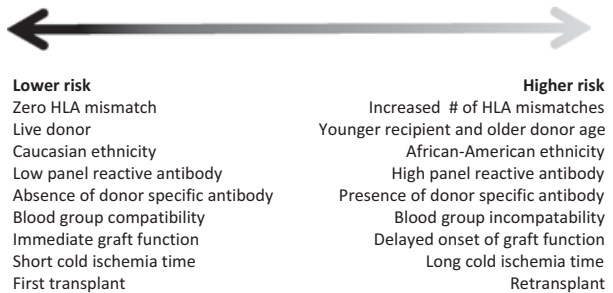 Lower risk Higher risk
Zero HLA mismatch Increased # of HLA mismatches
Live donor Younger recipient and older donor age
Caucasian ethnicity African-American ethnicity
Low panel reactive antibody High panel reactive antibody
Absence of donor specific antibody Presence of donor specific antibody
Blood group compatibility Blood group incompatability
Immediate graft function Delayed onset of graft function
Short cold ischemia time Long cold ischemia time
First transplant Retransplant